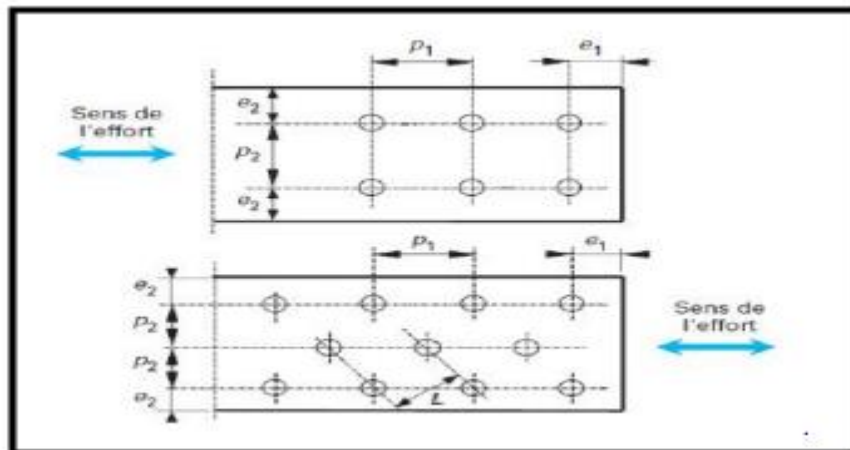 p1
e1
e2
Sens de
l'effort
p2
e2
p1
e1
e2
p2
Sens de
l'effort
p2
L
e2